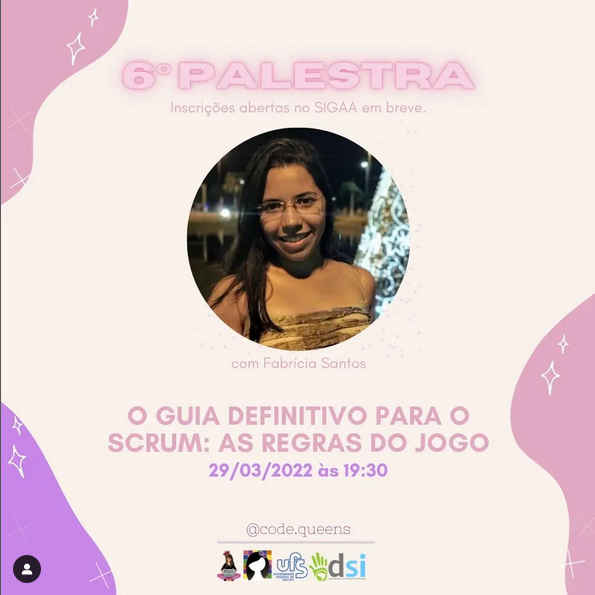 6º PALESTRA
Inscrições abertas no SIGAA em breve.
com Fabrícia Santos
O GUIA DEFINITIVO PARA O
SCRUM: AS REGRAS DO JOGO
29/03/2022 às 19:30
@code.queens
ufs
dsi